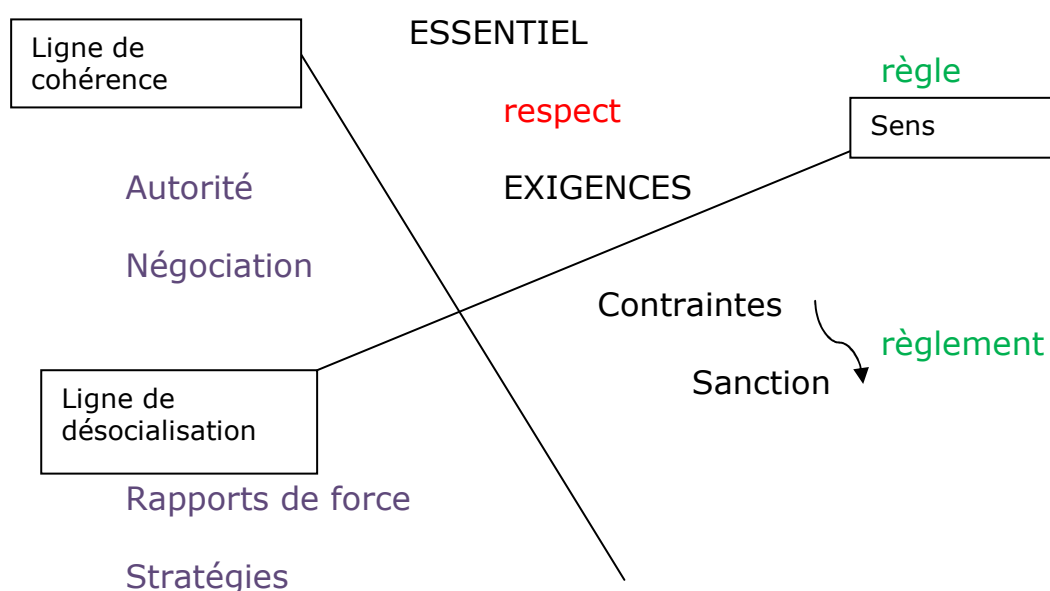 ESSENTIEL
Ligne de
cohérence
règle
respect
Sens
Autorité
EXIGENCES
Négociation
Contraintes
règlement
Sanction
Ligne de
désocialisation
Rapports de force
Stratégies